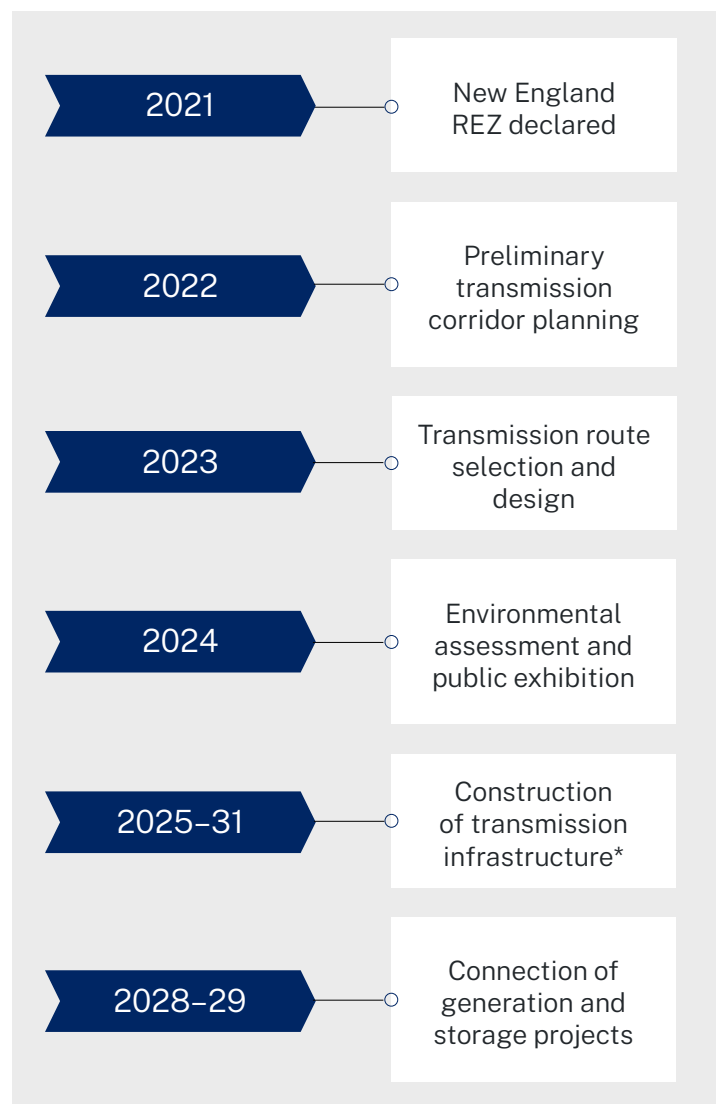 2021
New England
REZ declared
2022
Preliminary
transmission
corridor planning
2023
Transmission route
selection and
design
2024
Environmental
assessment and
public exhibition
2025–31
Construction
of transmission
infrastructure*
2028–29
Connection of
generation and
storage projects